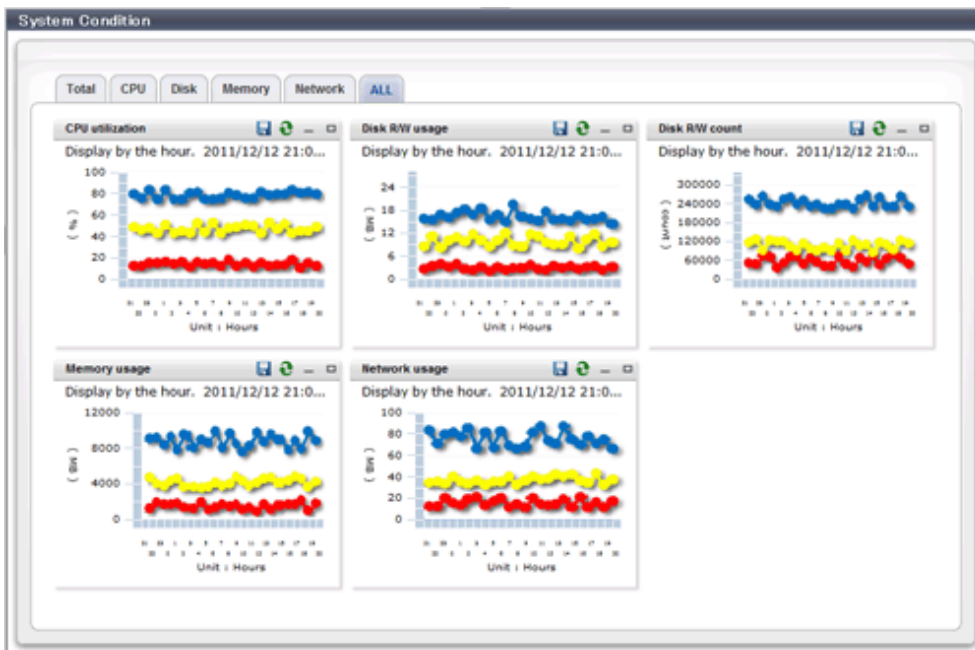 System Condition
Total CPU Disk Memory Network ALL
CPU utilization
Display by the hour. 2011/12/12 21:0...
100
80
60
40
20
0
( % )
Unit : Hours
Disk R/W usage
Display by the hour. 2011/12/12 21:0...
24
18
12
6
0
( MB )
Unit : Hours
Disk R/W count
Display by the hour. 2011/12/12 21:0...
300000
240000
180000
120000
60000
0
( count )
Unit : Hours
Memory usage
Display by the hour. 2011/12/12 21:0...
12000
8000
4000
0
( MB )
Unit : Hours
Network usage
Display by the hour. 2011/12/12 21:0...
100
80
60
40
20
0
( MB )
Unit : Hours